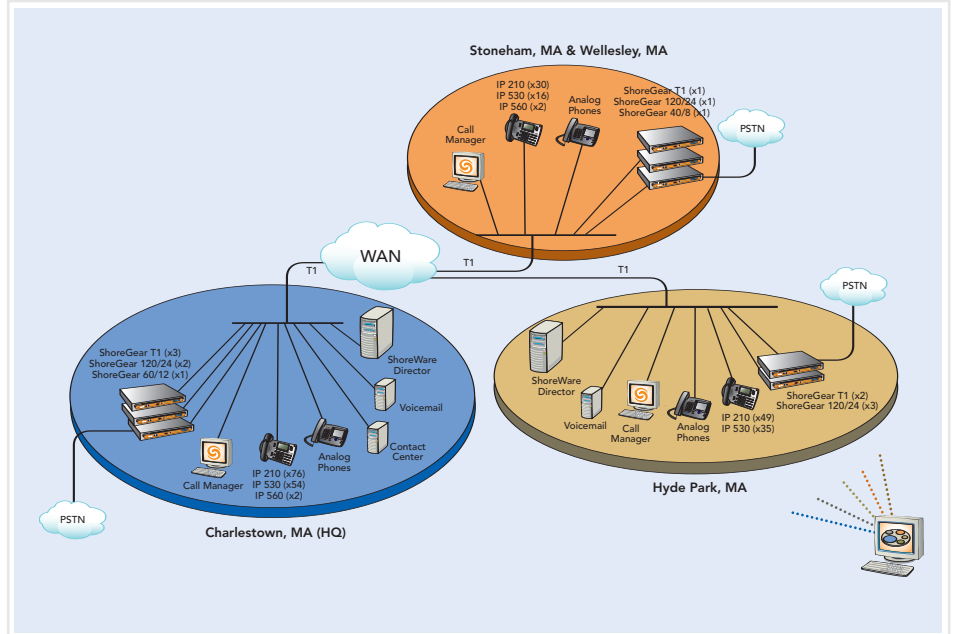 Stoneham, MA & Wellesley, MA
IP 210 (x30)
IP 530 (x16)
IP 560 (x2)
Analog
Phones
ShoreGear T1 (x1)
ShoreGear 120/24 (x1)
ShoreGear 40/8 (x1)
Call
Manager
PSTN
WAN
T1
T1
T1
PSTN
ShoreGear T1 (x3)
ShoreGear 120/24 (x2)
ShoreGear 60/12 (x1)
ShoreWare
Director
Voicemail
Contact
Center
Analog
Phones
IP 210 (x76)
IP 530 (x54)
IP 560 (x2)
Call Manager
PSTN
Charlestown, MA (HQ)
ShoreWare
Director
Voicemail
Call
Manager
Analog
Phones
IP 210 (x49)
IP 530 (x35)
ShoreGear T1 (x2)
ShoreGear 120/24 (x3)
Hyde Park, MA